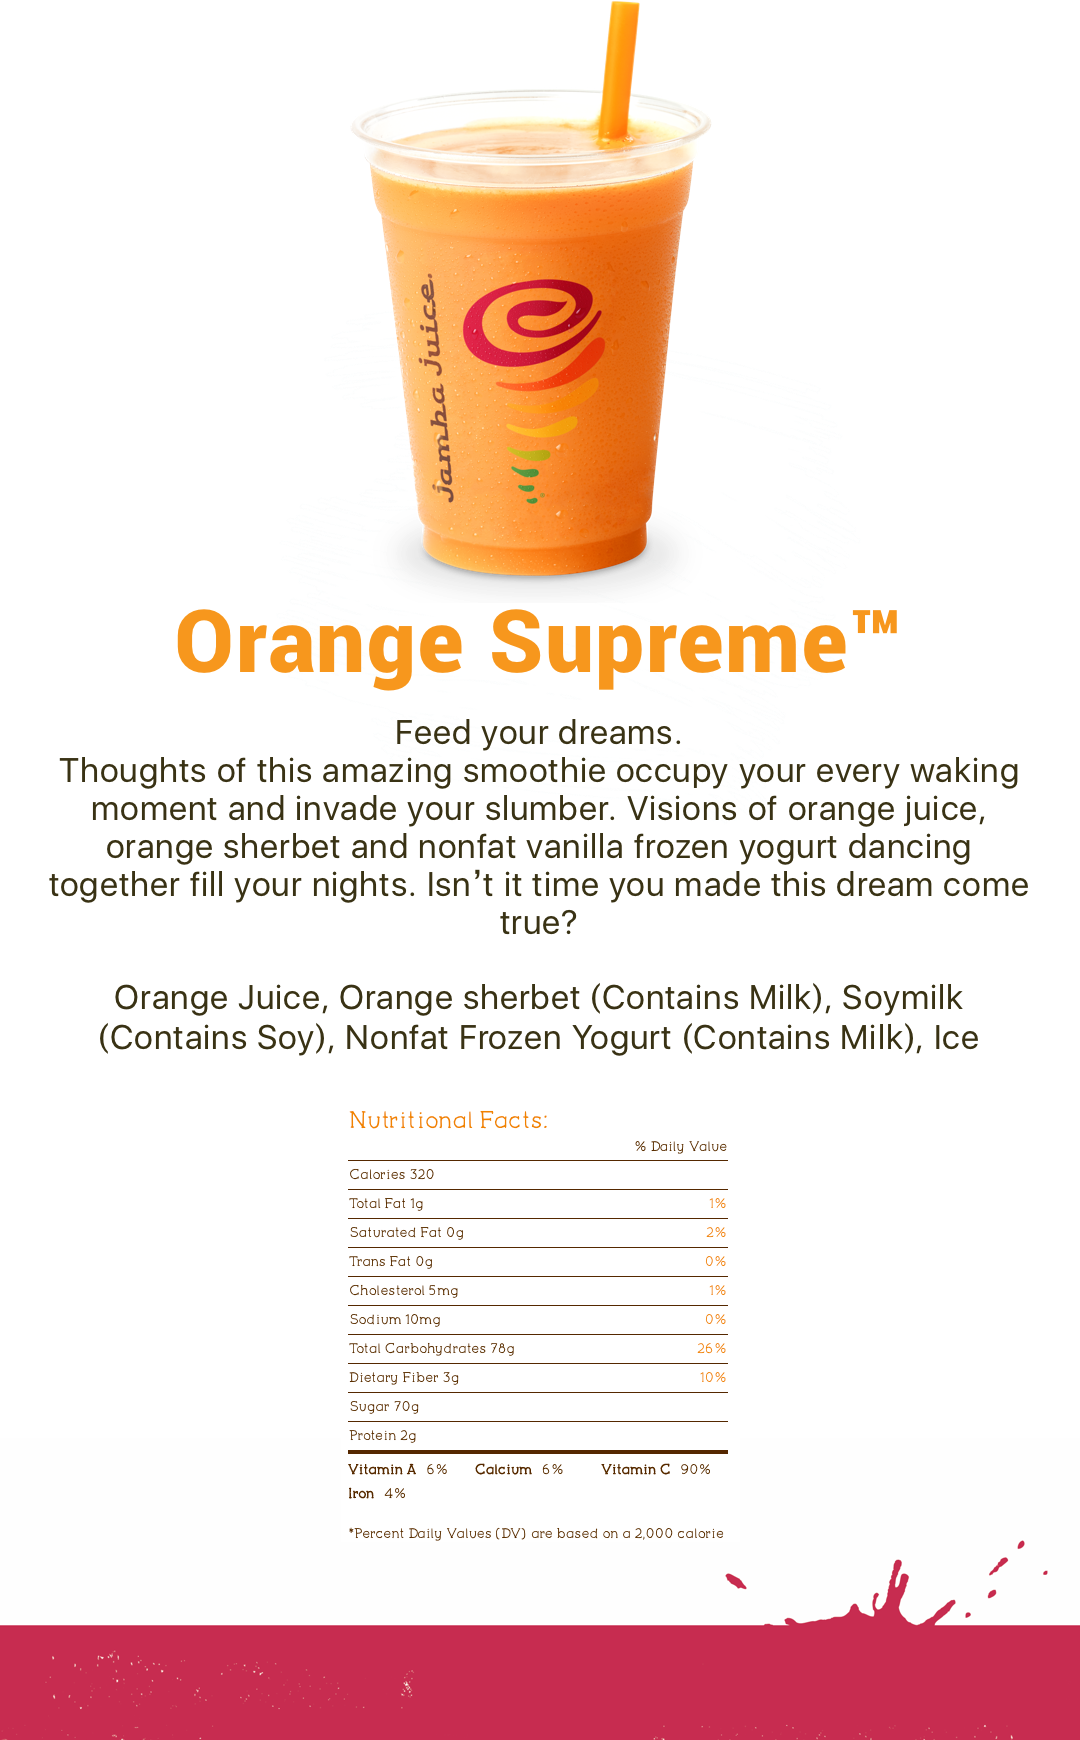 jamba juice.
Orange Supreme™
Feed your dreams.
Thoughts of this amazing smoothie occupy your every waking
moment and invade your slumber. Visions of orange juice,
orange sherbet and nonfat vanilla frozen yogurt dancing
together fill your nights. Isn’t it time you made this dream come
true?
Orange Juice, Orange sherbet (Contains Milk), Soymilk
(Contains Soy), Nonfat Frozen Yogurt (Contains Milk), Ice
Nutritional Facts:
% Daily Value
Calories 320
Total Fat 1g 1%
Saturated Fat 0g 2%
Trans Fat 0g 0%
Cholesterol 5mg 1%
Sodium 10mg 0%
Total Carbohydrates 78g 26%
Dietary Fiber 3g 10%
Sugar 70g
Protein 2g
Vitamin A 6% Calcium 6% Vitamin C 90%
Iron 4%
*Percent Daily Values (DV) are based on a 2,000 calorie